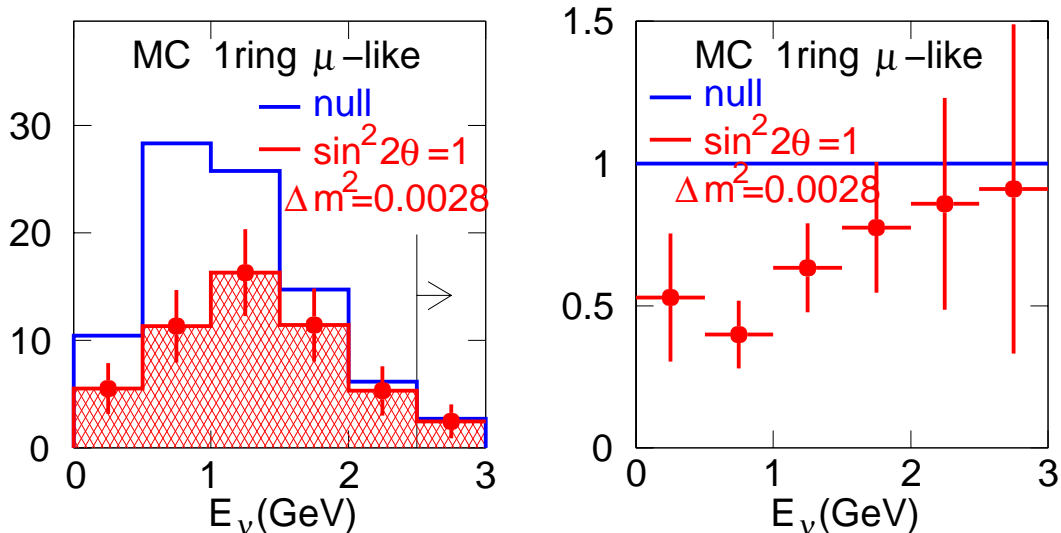 MC 1ring μ-like
null
sin²2θ=1
Δm²=0.0028
30
20
10
0
0 1 2 3
Eν(GeV)
MC 1ring μ-like
null
sin²2θ=1
Δm²=0.0028
1.5
1
0.5
0
0 1 2 3
Eν(GeV)